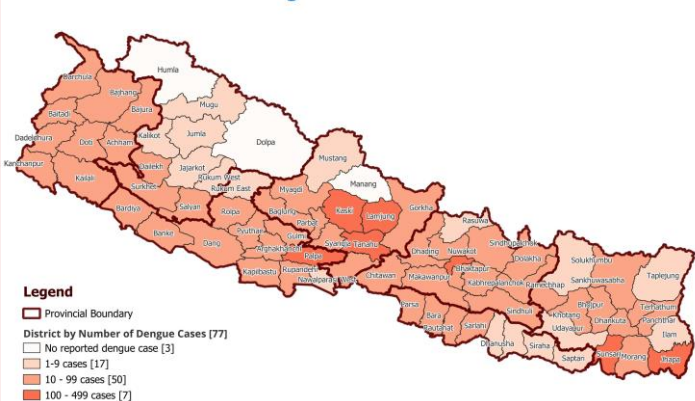 Humla
Darchula
Bajhang
Mugu
Bajura
Baitadi
Kalikot
Jumla
Dolpa
Dadeldhura
Doti
Achham
Mustang
Kanchanpur
Dailekh
Jajarkot
Rukum West
Manang
Kailali
Surkhet
Rukum East
Myagdi
Kaski
Lamjung
Gorkha
Bardiya
Salyan
Rolpa
Baglung
Parbat
Rasuwa
Banke
Dang
Pyuthan
Gulmi
Syangja
Tanahu
Dhading
Nuwakot
Sindhupalchok
Arghakhanchi
Palpa
Dolakha
Solukhumbu
Taplejung
Kapilbastu
Rupandehi
Nawalparasi West
Chitawan
Makawanpur
Bhaktapur
Kabhrepalanchok
Ramechhap
Sankhuwasabha
Parsa
Bara
Rautahat
Sarlahi
Sindhuli
Khotang
Bhojpur
Terhathum
Panchthar
Dhankuta
Udayapur
Ilam
Dhanusha
Siraha
Saptari
Sunsari
Morang
Jhapa
Legend
Provincial Boundary
District by Number of Dengue Cases [77]
No reported dengue case [3]
1-9 cases [17]
10 - 99 cases [50]
100 - 499 cases [7]